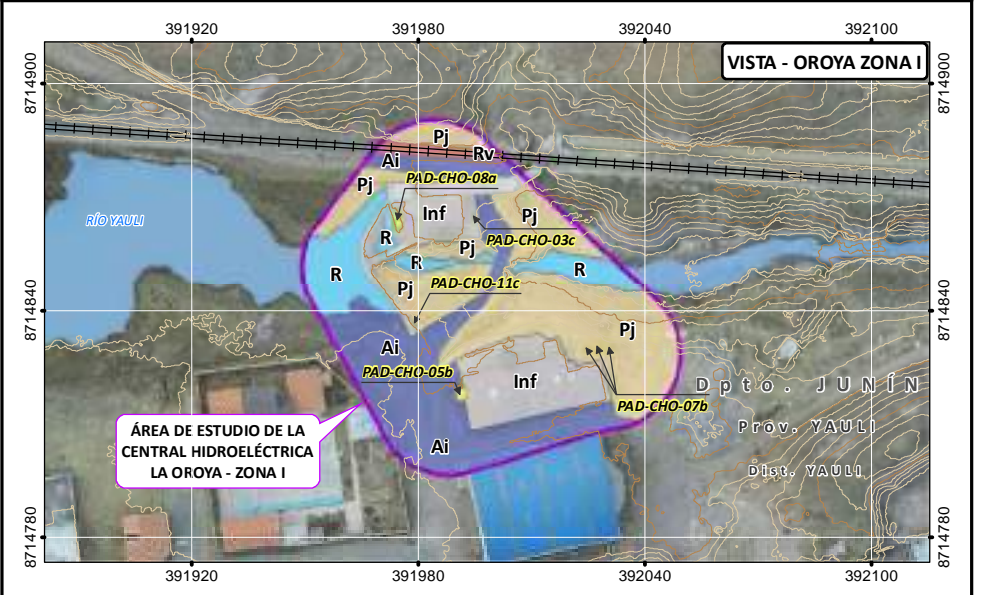 391920 391980 392040 392100
VISTA - OROYA ZONA I
8714900 8714900
Pj
Rv
Ai
PAD-CHO-08a
Pj
RÍO YAULI
Inf
Pj
R
PAD-CHO-03c
Pj
R
R
R
PAD-CHO-11c
Pj
8714840 8714840
Pj
Ai
PAD-CHO-05b
Inf
Dpto. JUNÍN
PAD-CHO-07b
Prov. YAULI
ÁREA DE ESTUDIO DE LA
CENTRAL HIDROELÉCTRICA
LA OROYA - ZONA I
Ai
Dist. YAULI
8714780 8714780
391920 391980 392040 392100